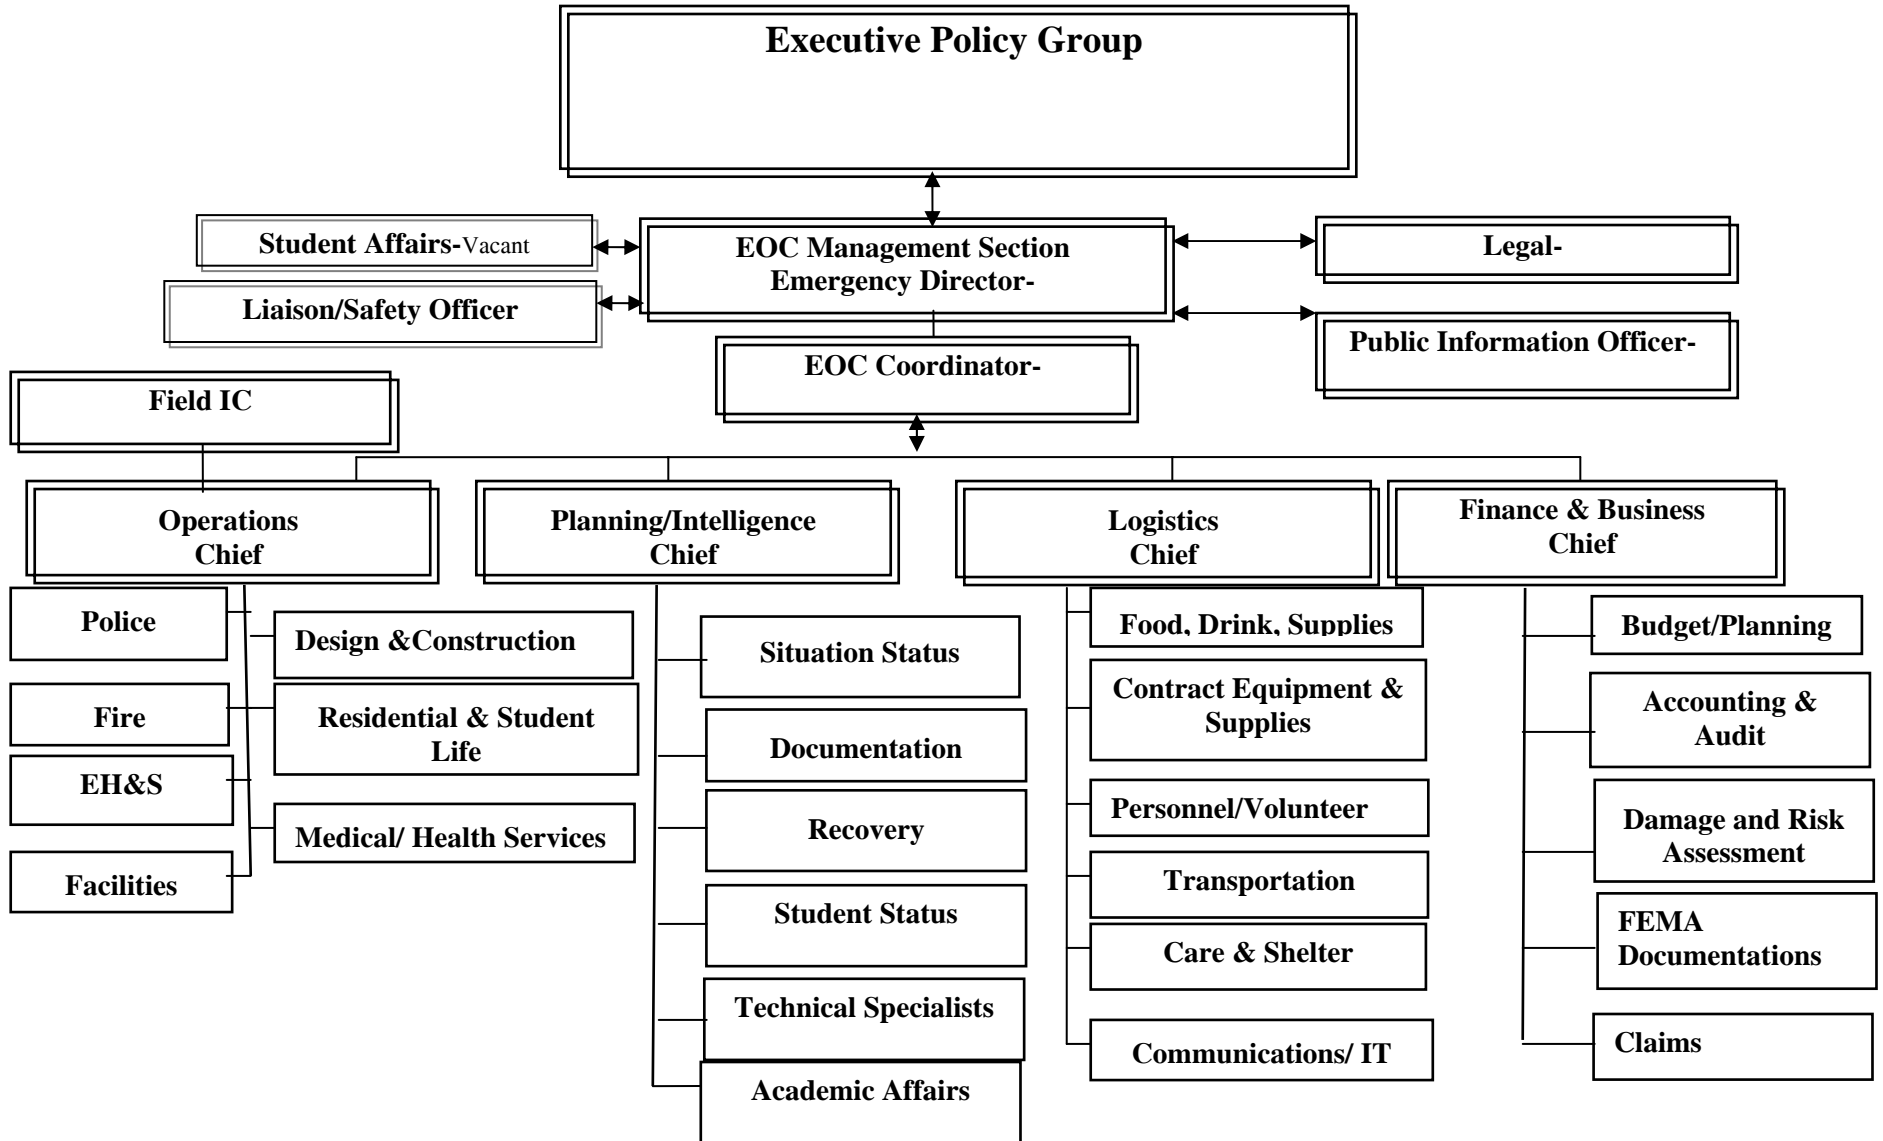 Executive Policy Group
Student Affairs-Vacant
EOC Management Section
Emergency Director-
Legal-
Liaison/Safety Officer
Public Information Officer-
EOC Coordinator-
Field IC
Operations
Chief
Planning/Intelligence
Chief
Logistics
Chief
Finance & Business
Chief
Police
Fire
EH&S
Facilities
Design &Construction
Residential & Student
Life
Medical/ Health Services
Situation Status
Documentation
Recovery
Student Status
Technical Specialists
Academic Affairs
Food, Drink, Supplies
Contract Equipment &
Supplies
Personnel/Volunteer
Transportation
Care & Shelter
Communications/ IT
Budget/Planning
Accounting &
Audit
Damage and Risk
Assessment
FEMA
Documentations
Claims